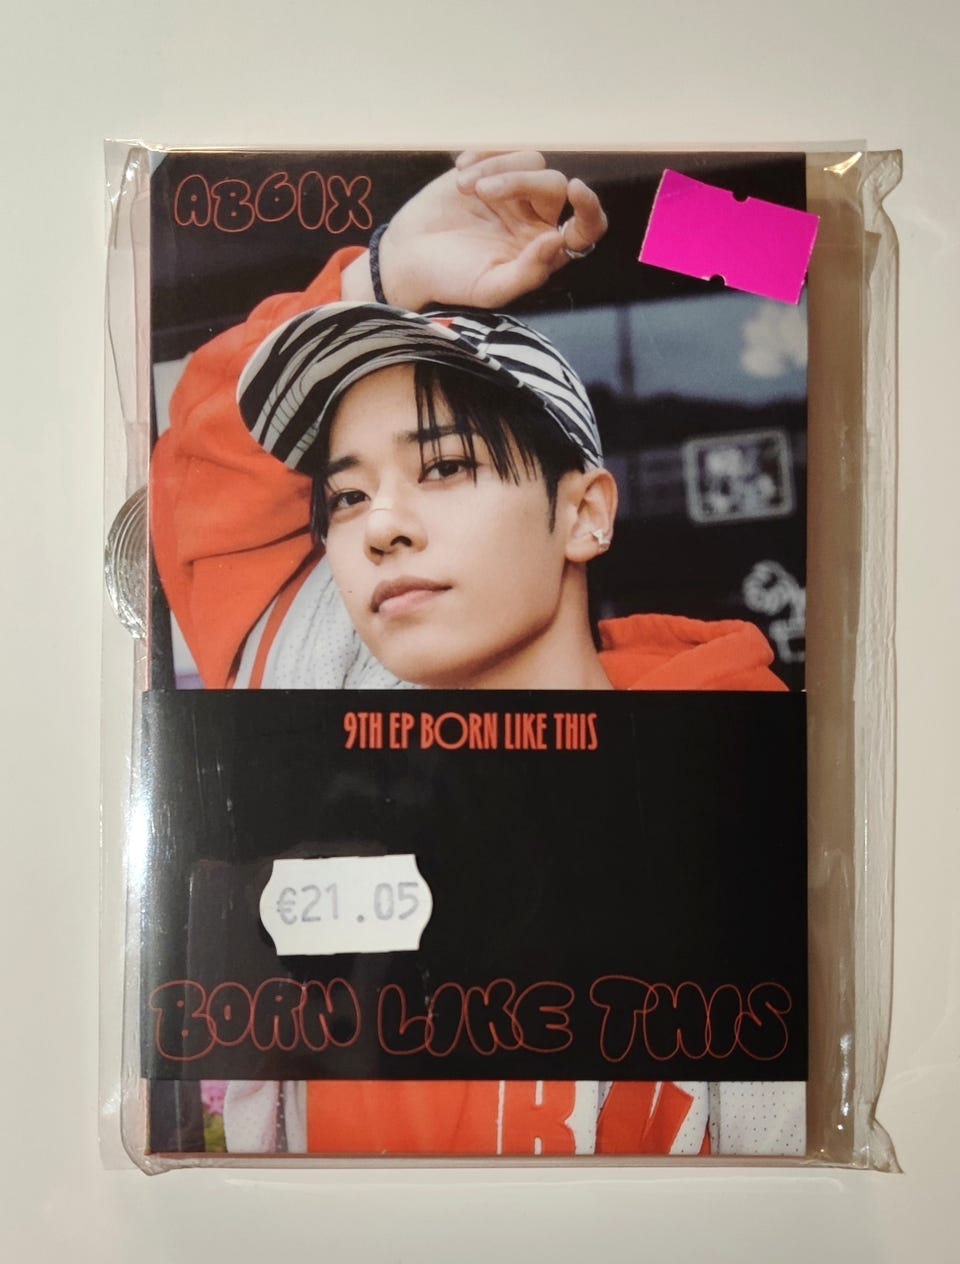 AB6IX
9TH EP BORN LIKE THIS
€21.05
BORN LIKE THIS